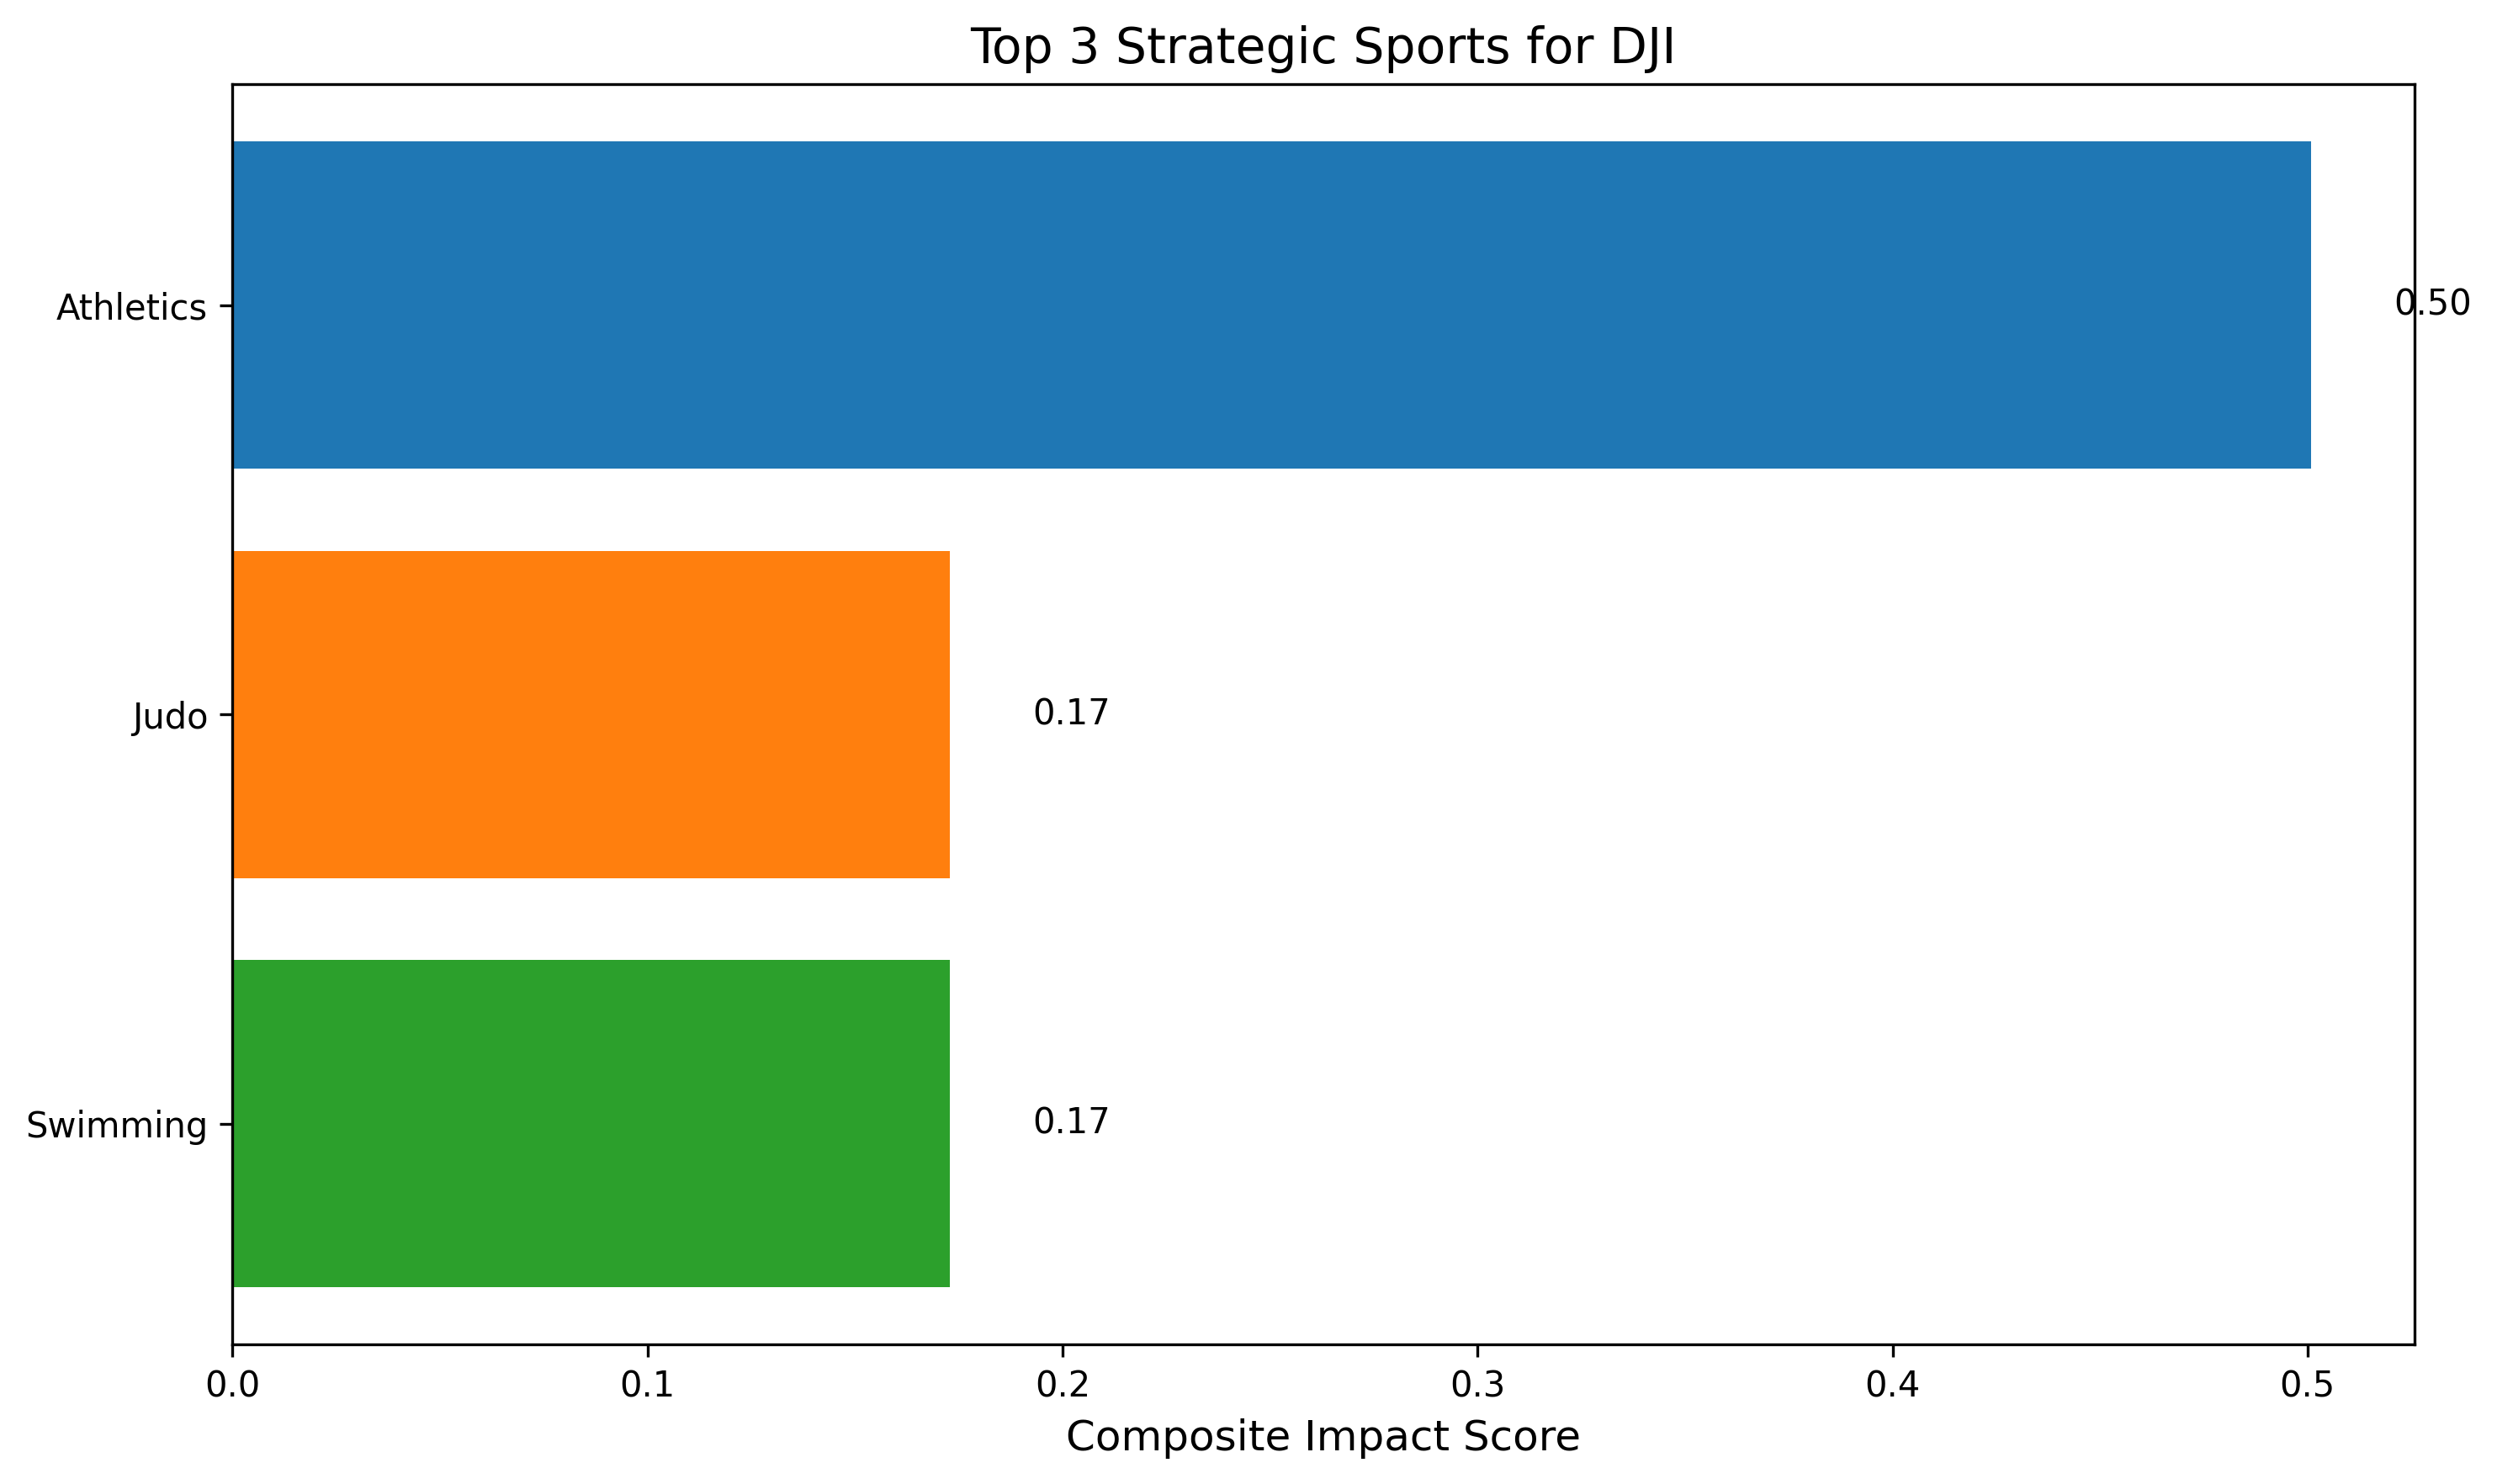 Top 3 Strategic Sports for DJI
Athletics
0.50
Judo
0.17
Swimming
0.17
0.0 0.1 0.2 0.3 0.4 0.5
Composite Impact Score